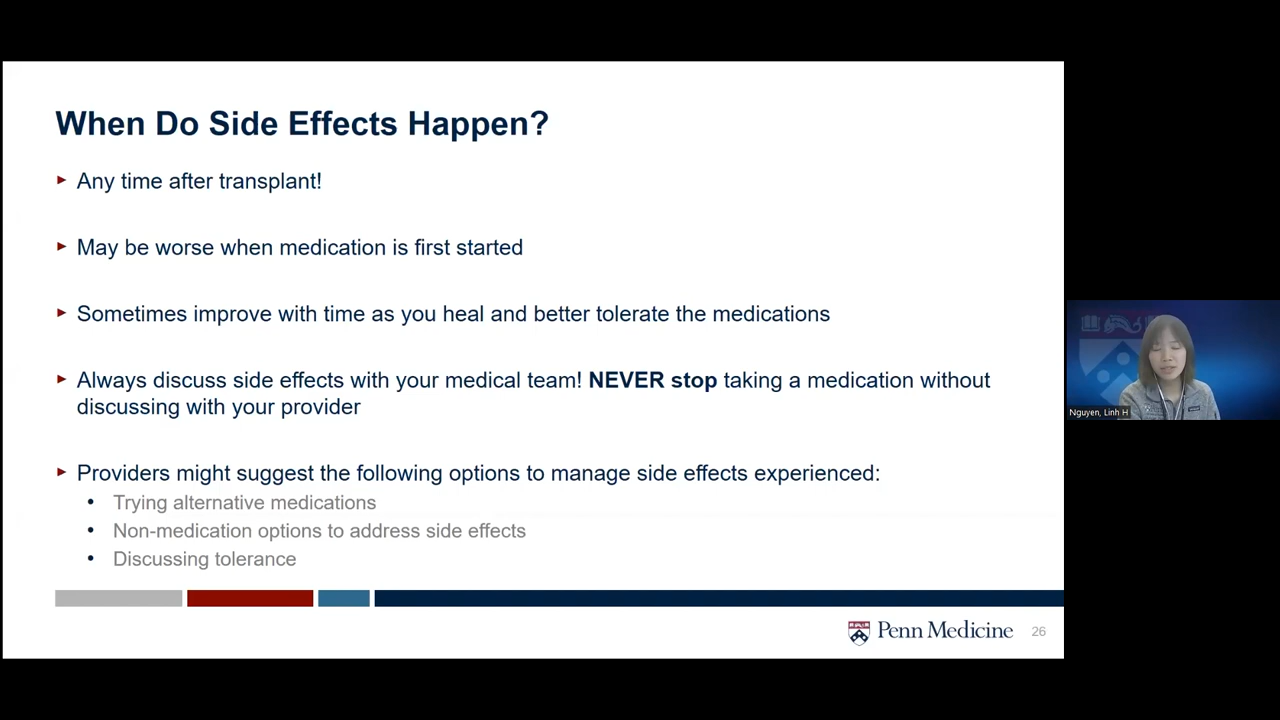 When Do Side Effects Happen?
Any time after transplant!
May be worse when medication is first started
Sometimes improve with time as you heal and better tolerate the medications
Always discuss side effects with your medical team! NEVER stop taking a medication without
discussing with your provider
Providers might suggest the following options to manage side effects experienced:
Trying alternative medications
Non-medication options to address side effects
Discussing tolerance
Penn Medicine
26
Nguyen, Linh H